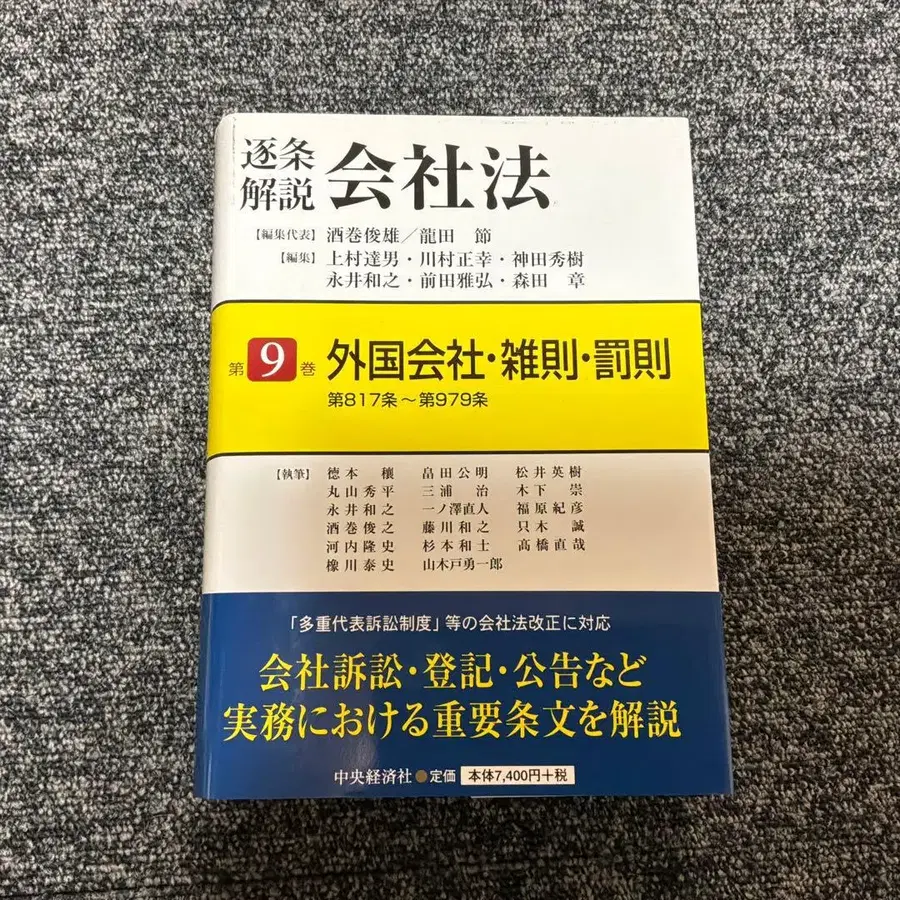 逐条解説 会社法
【編集代表】 酒巻俊雄／龍田 節
【編集】 上村達男・川村正幸・神田秀樹
永井和之・前田雅弘・森田 章
第9巻 外国会社・雑則・罰則
第817条～第979条
【執筆】 徳本 穰 畠田公明 松井英樹
丸山秀平 三浦 治 木下 崇
永井和之 一ノ澤直人 福原紀彦
酒巻俊之 藤川和之 只木 誠
河内隆史 杉本和士 髙橋直哉
橡川泰史 山木戸勇一郎
「多重代表訴訟制度」等の会社法改正に対応
会社訴訟・登記・公告など
実務における重要条文を解説
中央経済社 ●定価 本体7,400円+税